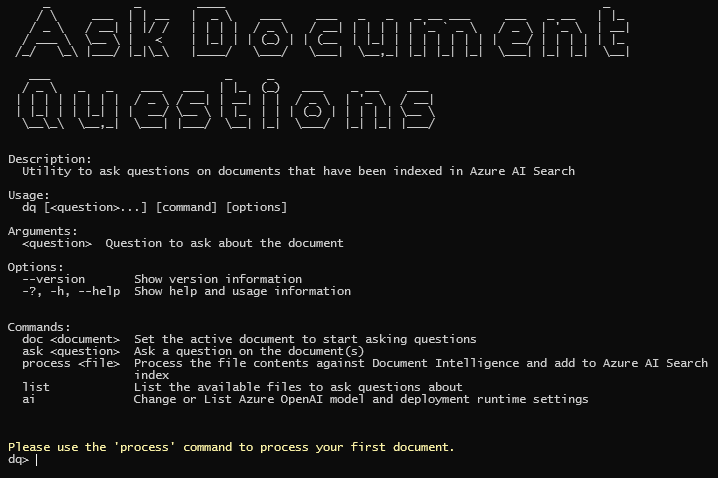 Ask Document
Questions
Description:
Utility to ask questions on documents that have been indexed in Azure AI Search
Usage:
dq [<question>...] [command] [options]
Arguments:
<question>  Question to ask about the document
Options:
--version       Show version information
-?, -h, --help  Show help and usage information
Commands:
doc <document>  Set the active document to start asking questions
ask <question>  Ask a question on the document(s)
process <file>  Process the file contents against Document Intelligence and add to Azure AI Search
index
list            List the available files to ask questions about
ai              Change or List Azure OpenAI model and deployment runtime settings
Please use the 'process' command to process your first document.
dq>